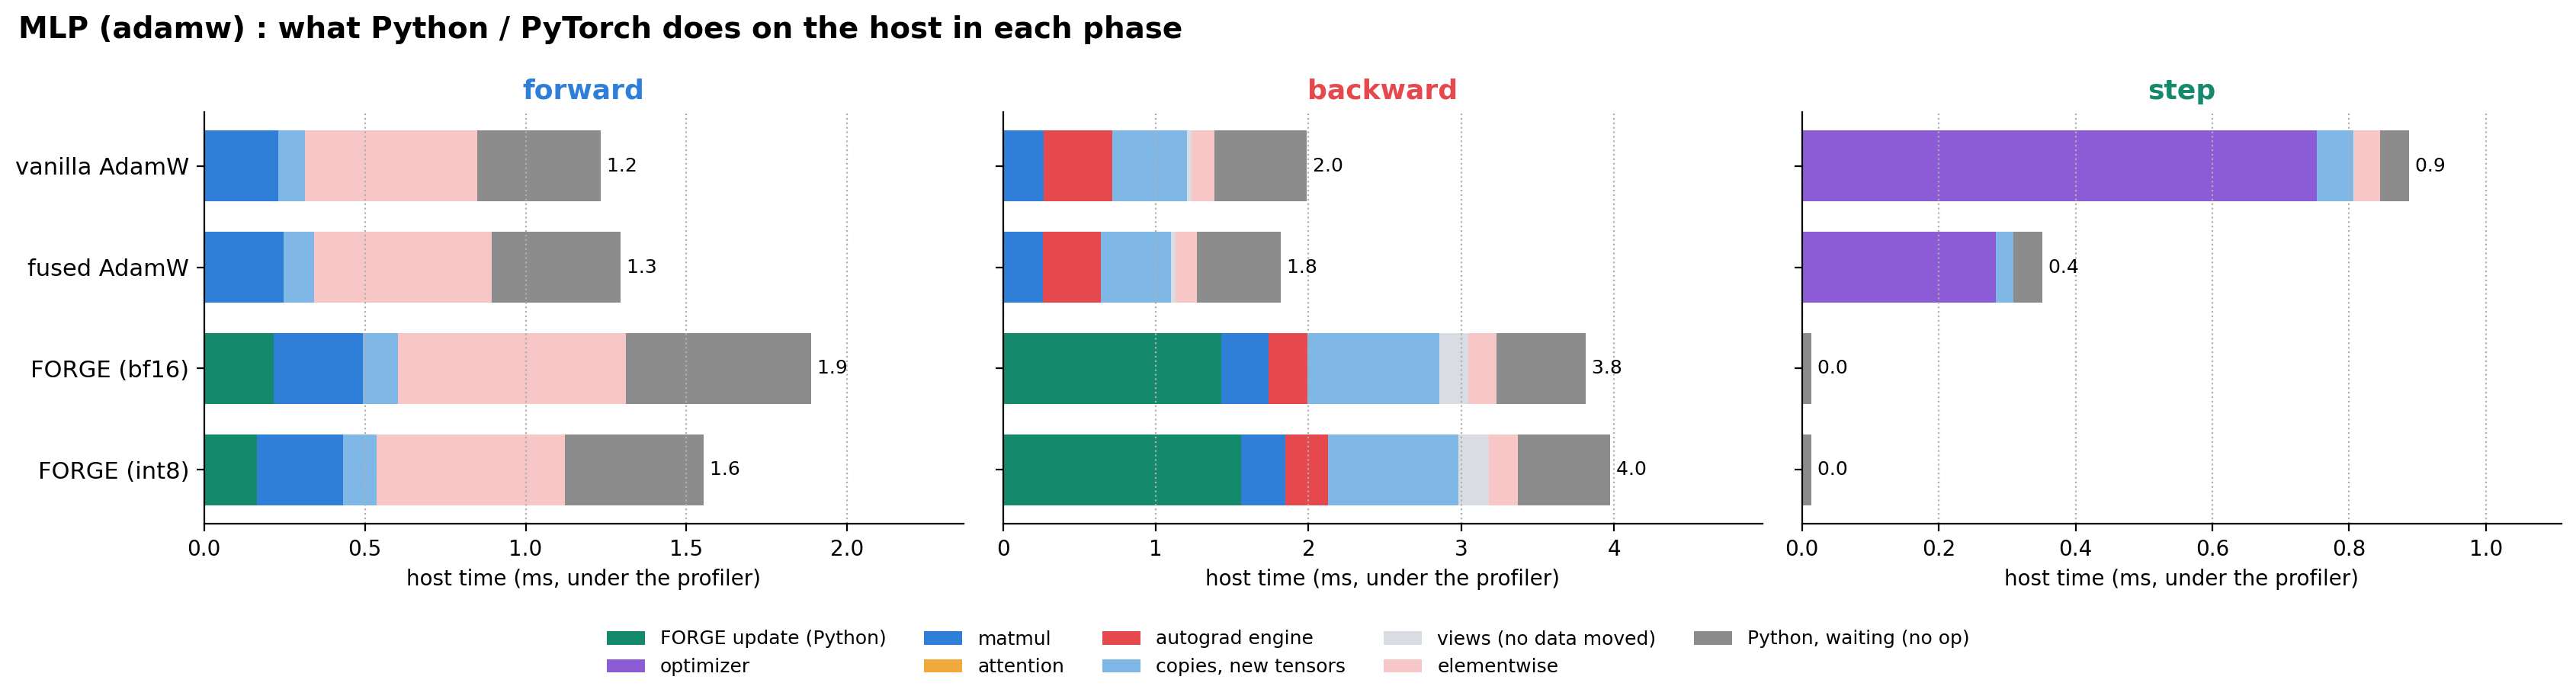 MLP (adamw) : what Python / PyTorch does on the host in each phase
forward
backward
step
vanilla AdamW
fused AdamW
FORGE (bf16)
FORGE (int8)
1.2
1.3
1.9
1.6
2.0
1.8
3.8
4.0
0.9
0.4
0.0
0.0
0.0 0.5 1.0 1.5 2.0
0 1 2 3 4
0.0 0.2 0.4 0.6 0.8 1.0
host time (ms, under the profiler)
host time (ms, under the profiler)
host time (ms, under the profiler)
FORGE update (Python) matmul autograd engine views (no data moved) Python, waiting (no op)
optimizer attention copies, new tensors elementwise